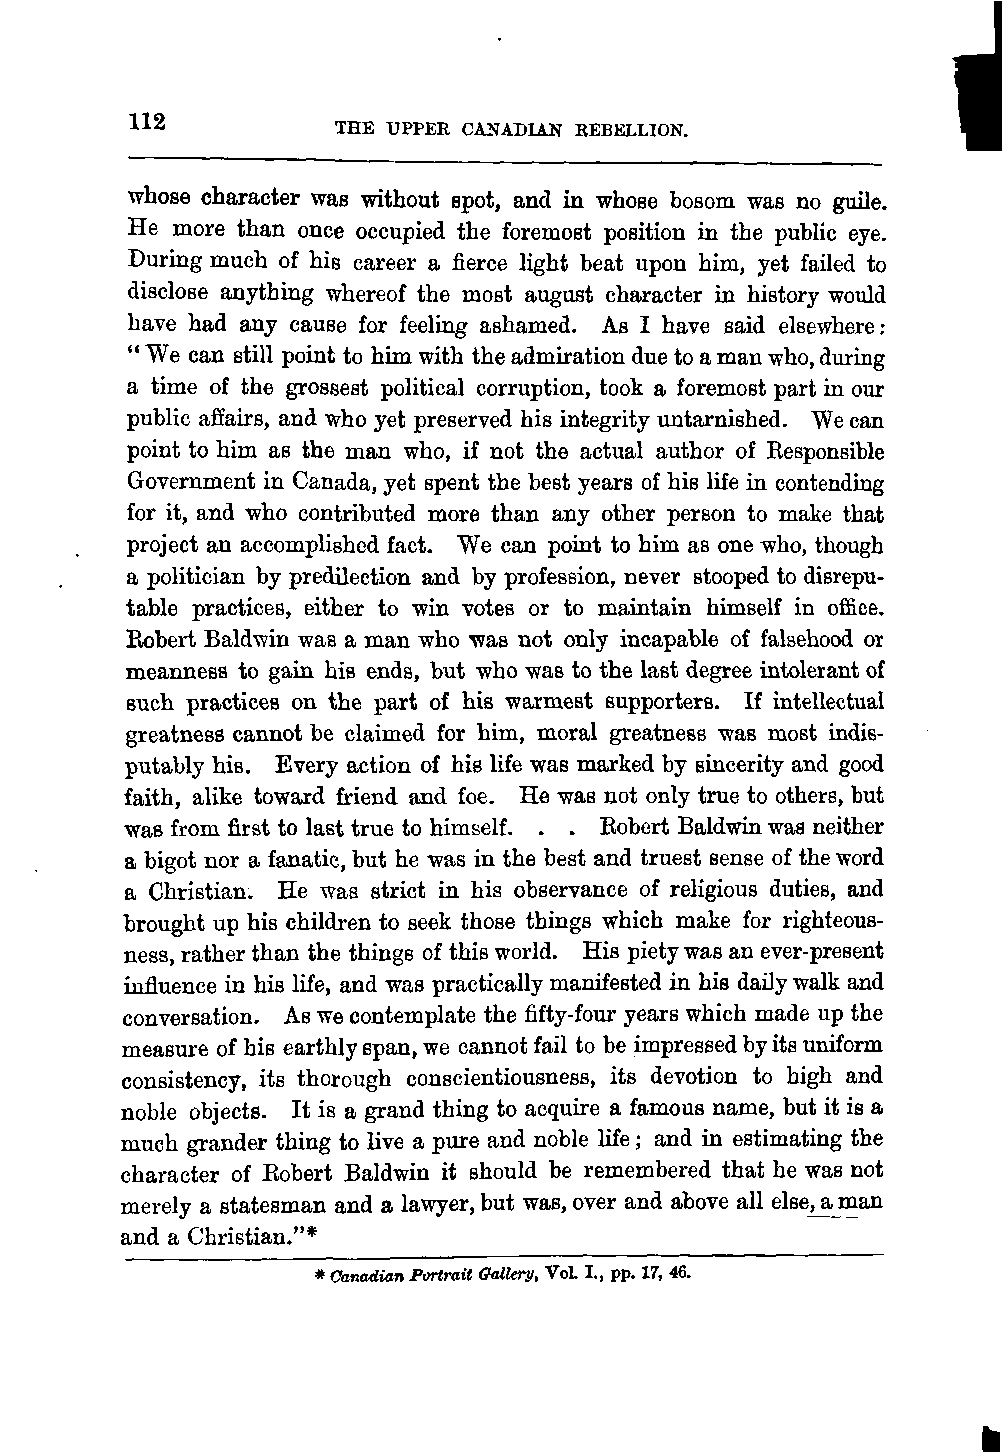 112
THE UPPER CANADIAN REBELLION.
whose character was without spot, and in whose bosom was no guile.
He more than once occupied the foremost position in the public eye.
During much of his career a fierce light beat upon him, yet failed to
disclose anything whereof the most august character in history would
have had any cause for feeling ashamed. As I have said elsewhere:
“We can still point to him with the admiration due to a man who, during
a time of the grossest political corruption, took a foremost part in our
public affairs, and who yet preserved his integrity untarnished. We can
point to him as the man who, if not the actual author of Responsible
Government in Canada, yet spent the best years of his life in contending
for it, and who contributed more than any other person to make that
project an accomplished fact. We can point to him as one who, though
a politician by predilection and by profession, never stooped to disrepu-
table practices, either to win votes or to maintain himself in office.
Robert Baldwin was a man who was not only incapable of falsehood or
meanness to gain his ends, but who was to the last degree intolerant of
such practices on the part of his warmest supporters. If intellectual
greatness cannot be claimed for him, moral greatness was most indis-
putably his. Every action of his life was marked by sincerity and good
faith, alike toward friend and foe. He was not only true to others, but
was from first to last true to himself. . . Robert Baldwin was neither
a bigot nor a fanatic, but he was in the best and truest sense of the word
a Christian. He was strict in his observance of religious duties, and
brought up his children to seek those things which make for righteous-
ness, rather than the things of this world. His piety was an ever-present
influence in his life, and was practically manifested in his daily walk and
conversation. As we contemplate the fifty-four years which made up the
measure of his earthly span, we cannot fail to be impressed by its uniform
consistency, its thorough conscientiousness, its devotion to high and
noble objects. It is a grand thing to acquire a famous name, but it is a
much grander thing to live a pure and noble life; and in estimating the
character of Robert Baldwin it should be remembered that he was not
merely a statesman and a lawyer, but was, over and above all else, a man
and a Christian.”*
* Canadian Portrait Gallery, Vol. I., pp. 17, 46.